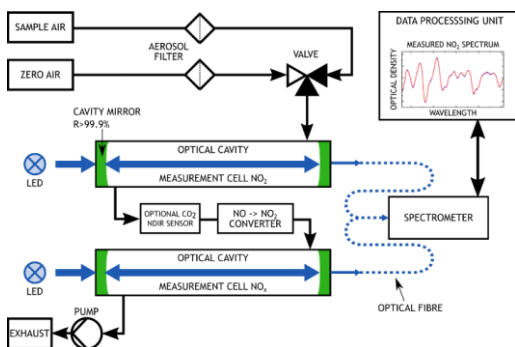 SAMPLE AIR
ZERO AIR
AEROSOL
FILTER
VALVE
DATA PROCESSSING UNIT
MEASURED NO2 SPECTRUM
OPTICAL DENSITY
WAVELENGTH
CAVITY MIRROR
R>99.9%
LED
OPTICAL CAVITY
MEASUREMENT CELL NO2
OPTIONAL CO2
NDIR SENSOR
NO -> NO2
CONVERTER
SPECTROMETER
LED
OPTICAL CAVITY
MEASUREMENT CELL NOx
OPTICAL FIBRE
PUMP
EXHAUST